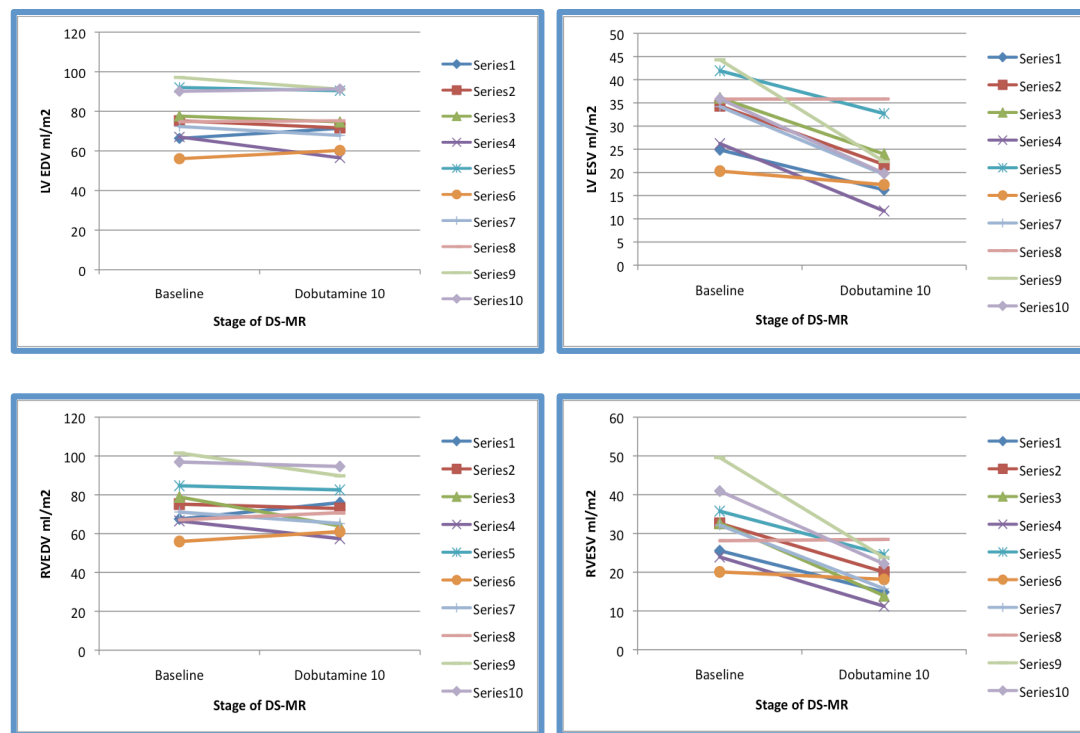 LV EDV ml/m2
120
100
80
60
40
20
0
Baseline
Dobutamine 10
Stage of DS-MR
Series1
Series2
Series3
Series4
Series5
Series6
Series7
Series8
Series9
Series10
LV ESV ml/m2
50
45
40
35
30
25
20
15
10
5
0
Baseline
Dobutamine 10
Stage of DS-MR
Series1
Series2
Series3
Series4
Series5
Series6
Series7
Series8
Series9
Series10
RVEDV ml/m2
120
100
80
60
40
20
0
Baseline
Dobutamine 10
Stage of DS-MR
Series1
Series2
Series3
Series4
Series5
Series6
Series7
Series8
Series9
Series10
RVESV ml/m2
60
50
40
30
20
10
0
Baseline
Dobutamine 10
Stage of DS-MR
Series1
Series2
Series3
Series4
Series5
Series6
Series7
Series8
Series9
Series10